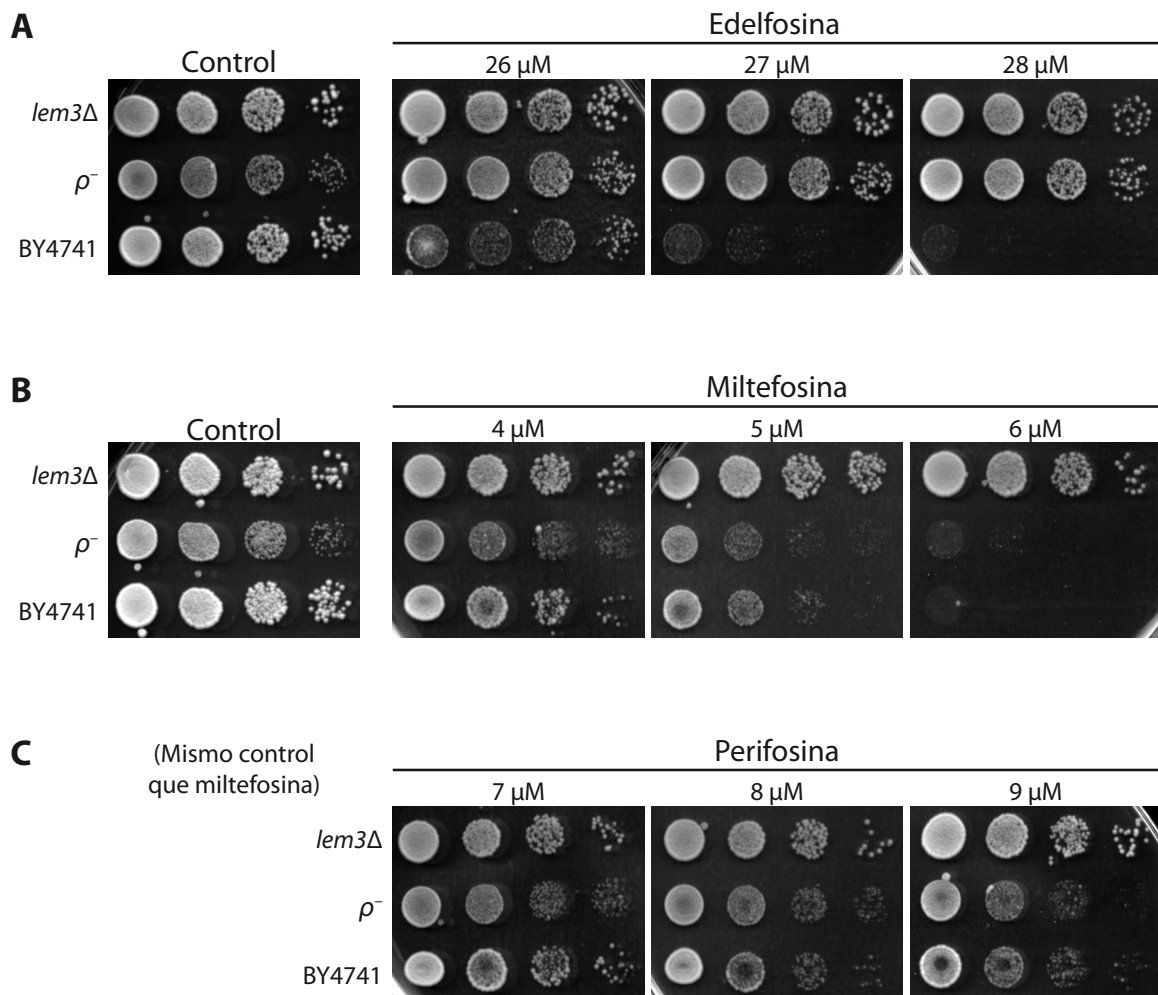 A
Edelfosina
Control
26 μM
27 μM
28 μM
lem3Δ
ρ⁻
BY4741
B
Miltefosina
Control
4 μM
5 μM
6 μM
lem3Δ
ρ⁻
BY4741
C
(Mismo control
que miltefosina)
Perifosina
7 μM
8 μM
9 μM
lem3Δ
ρ⁻
BY4741